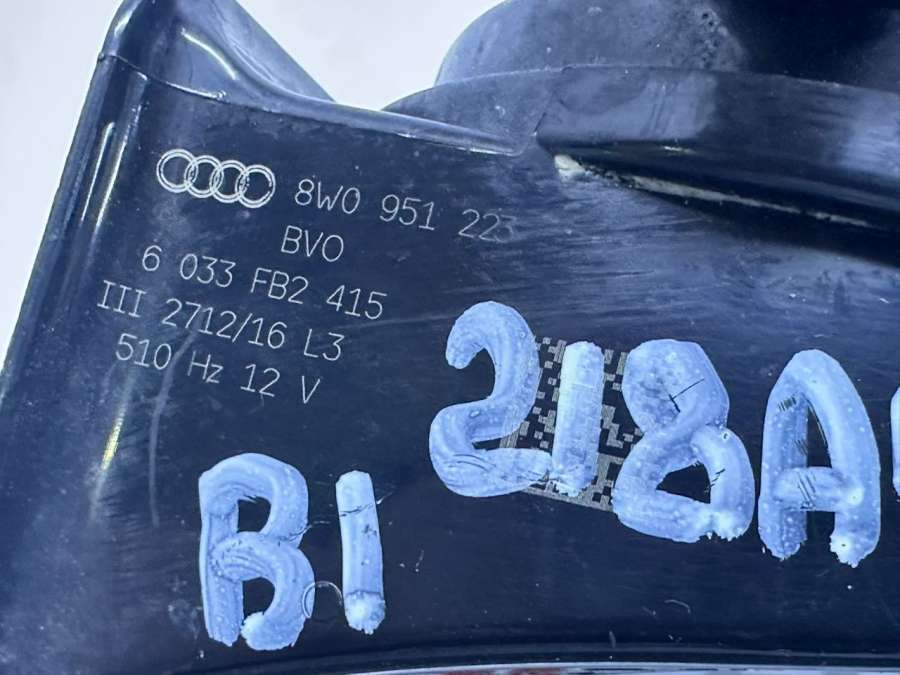 8W0 951 223
BVO
6 033 FB2 415
III 2712/16 L3
510 Hz 12 V
218A
B1